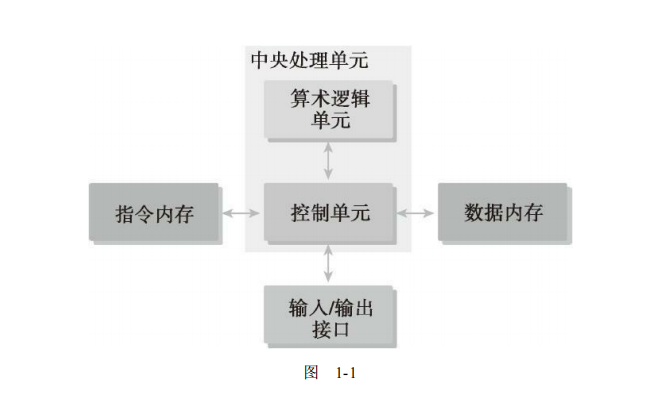 中央处理单元
算术逻辑
单元
指令内存
控制单元
数据内存
输入/输出
接口
图 1-1